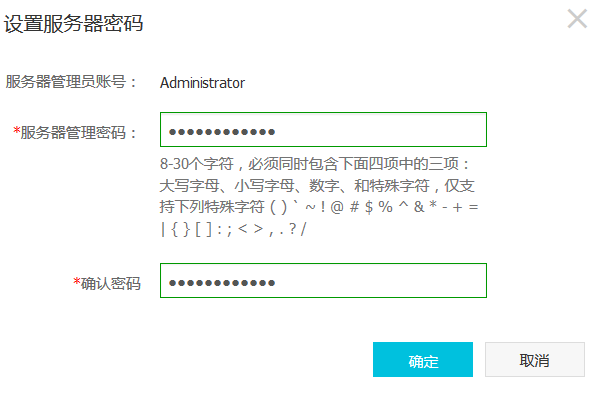 设置服务器密码
服务器管理员账号： Administrator
*服务器管理密码： ●●●●●●●●●●●●
8-30个字符，必须同时包含下面四项中的三项：
大写字母、小写字母、数字、和特殊字符，仅支
持下列特殊字符 ( ) ` ~ ! @ # $ % ^ & * - + =
| { } [ ] : ; < > , . ? /
*确认密码 ●●●●●●●●●●●●
确定 取消